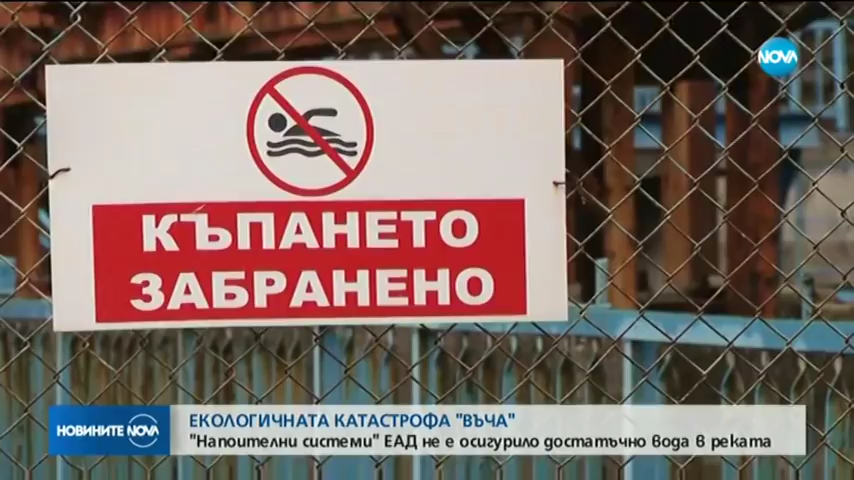 NOVA
КЪПАНЕТО
ЗАБРАНЕНО
НОВИНИТЕ NOVA
ЕКОЛОГИЧНАТА КАТАСТРОФА "ВЪЧА"
"Напоителни системи" ЕАД не е осигурило достатъчно вода в реката